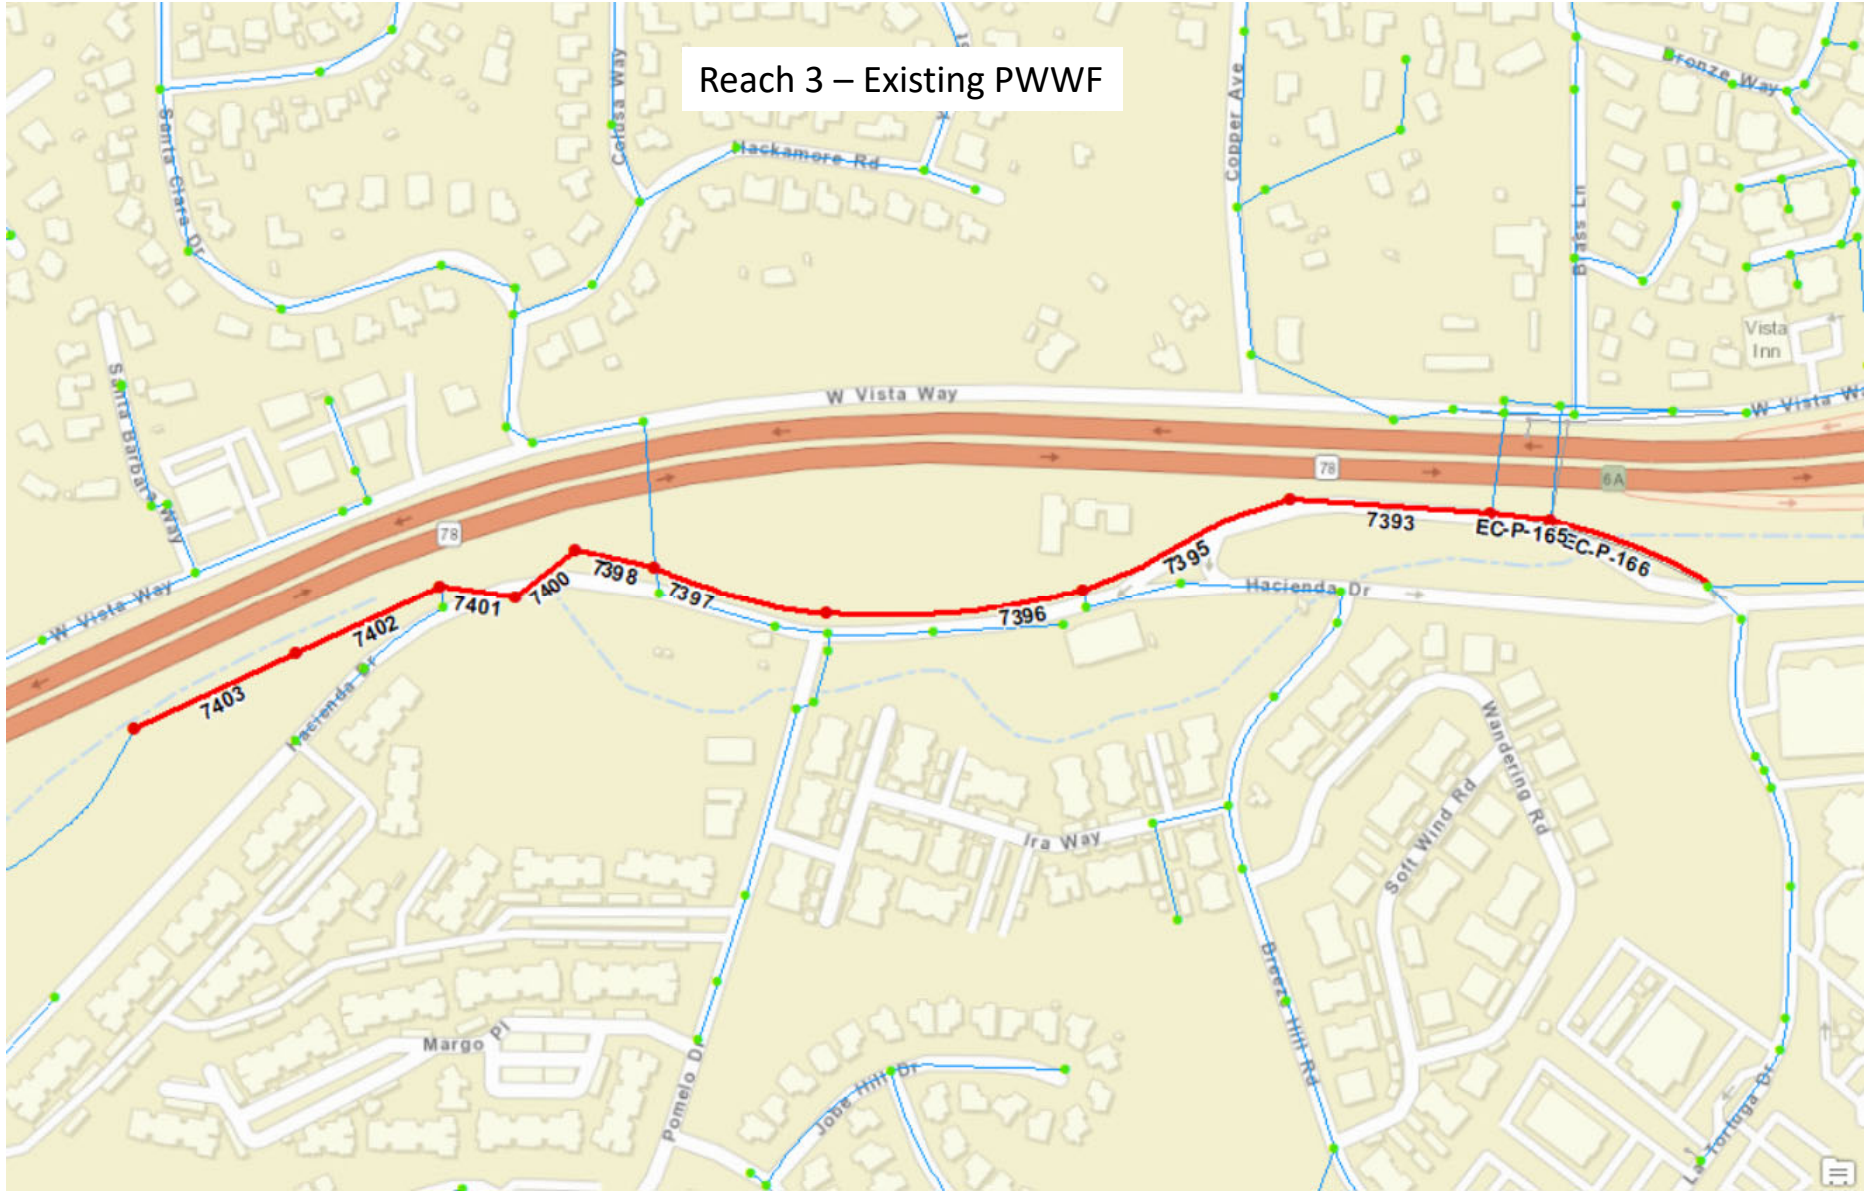 Reach 3 – Existing PWWF
Bronze Way
Santa Clara Dr
Colusa Way
Hackamore Rd
Copper Ave
Bass Ln
Vista
Inn
Santa Barbara Way
W Vista Way
W Vista Wa
78
6A
78
7393
EC-P-165
EC-P-166
7395
7398
7400
7397
7401
7396
Hacienda Dr
7402
7403
Hacienda Dr
W Vista Way
Wandering Rd
Soft Wind Rd
Ira Way
Breeze Hill Rd
Margo Pl
Pomelo Dr
Jobe Hill Dr
La Tortuga Dr